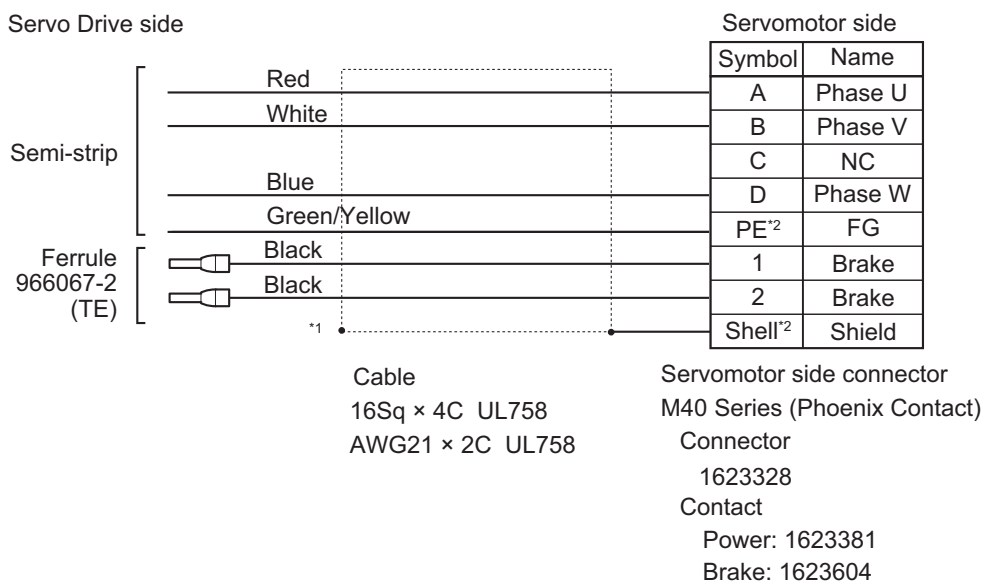 Servo Drive side
Servomotor side
Symbol Name
Red
A Phase U
White
B Phase V
Semi-strip
C NC
Blue
D Phase W
Green/Yellow
PE*2 FG
Ferrule
966067-2
(TE)
Black
1 Brake
Black
2 Brake
*1
Shell*2 Shield
Cable
16Sq × 4C UL758
AWG21 × 2C UL758
Servomotor side connector
M40 Series (Phoenix Contact)
Connector
1623328
Contact
Power: 1623381
Brake: 1623604